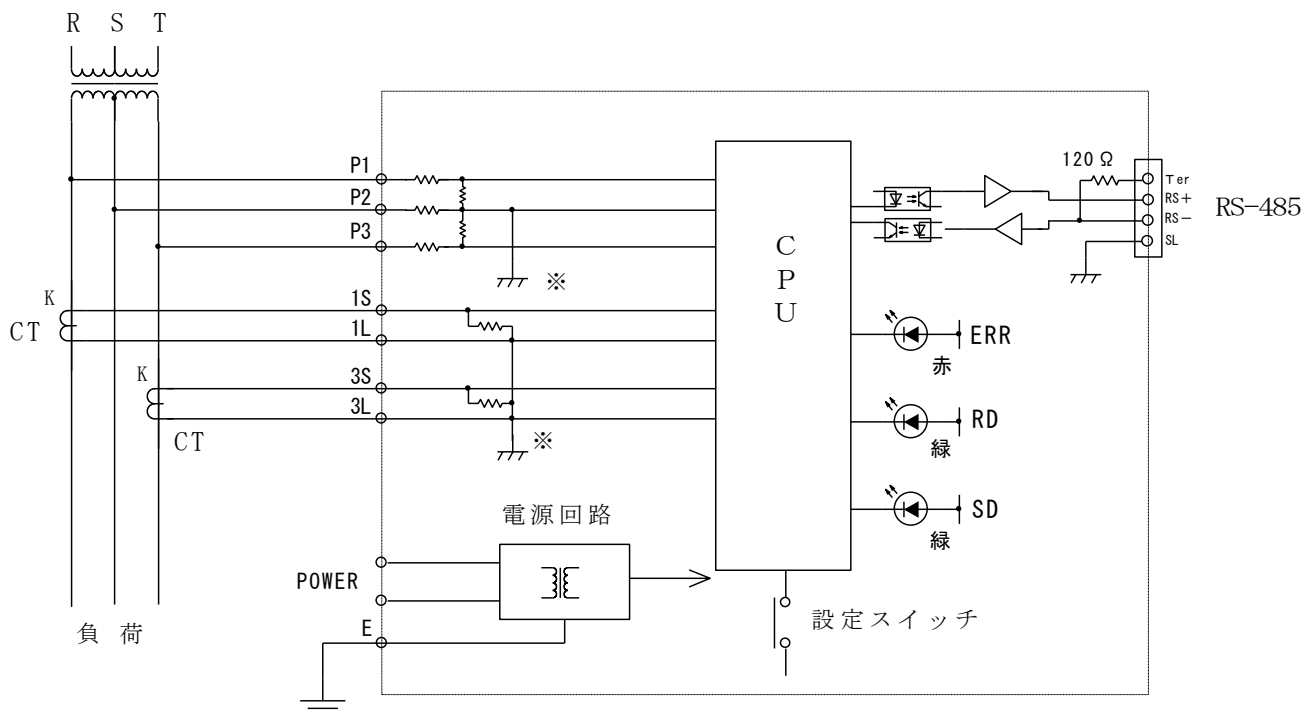 R S T
P1
P2
P3
※
K
1S
CT
1L
K
3S
3L
CT
※
電源回路
POWER
E
負荷
CPU
120Ω
Ter
RS+
RS-
SL
RS-485
ERR
赤
RD
緑
SD
緑
設定スイッチ